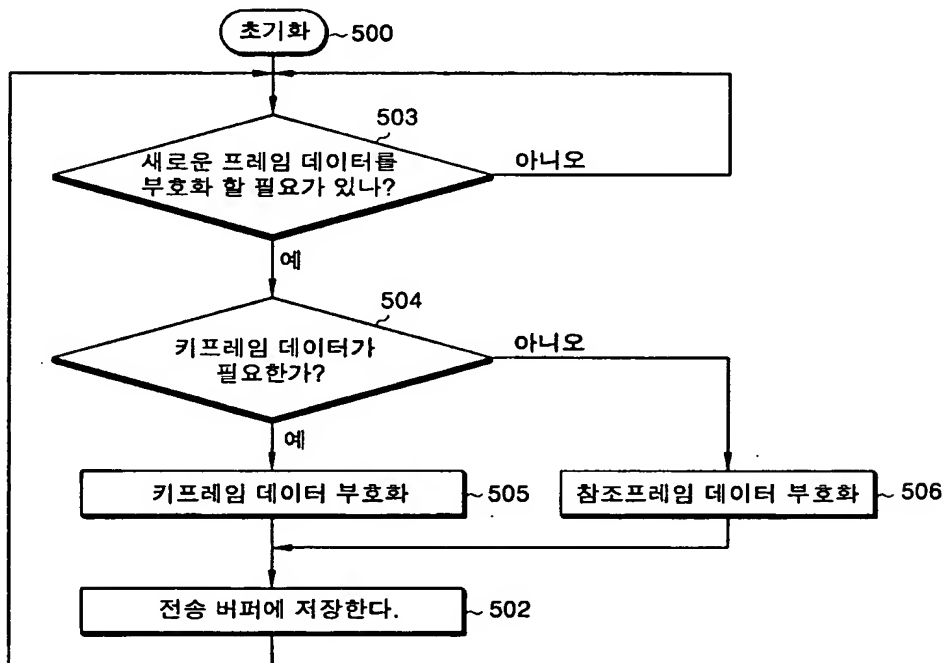 초기화 500
503
새로운 프레임 데이터를
부호화 할 필요가 있나?
아니오
예
504
키프레임 데이터가
필요한가?
아니오
예
키프레임 데이터 부호화 505
참조프레임 데이터 부호화 506
전송 버퍼에 저장한다. 502